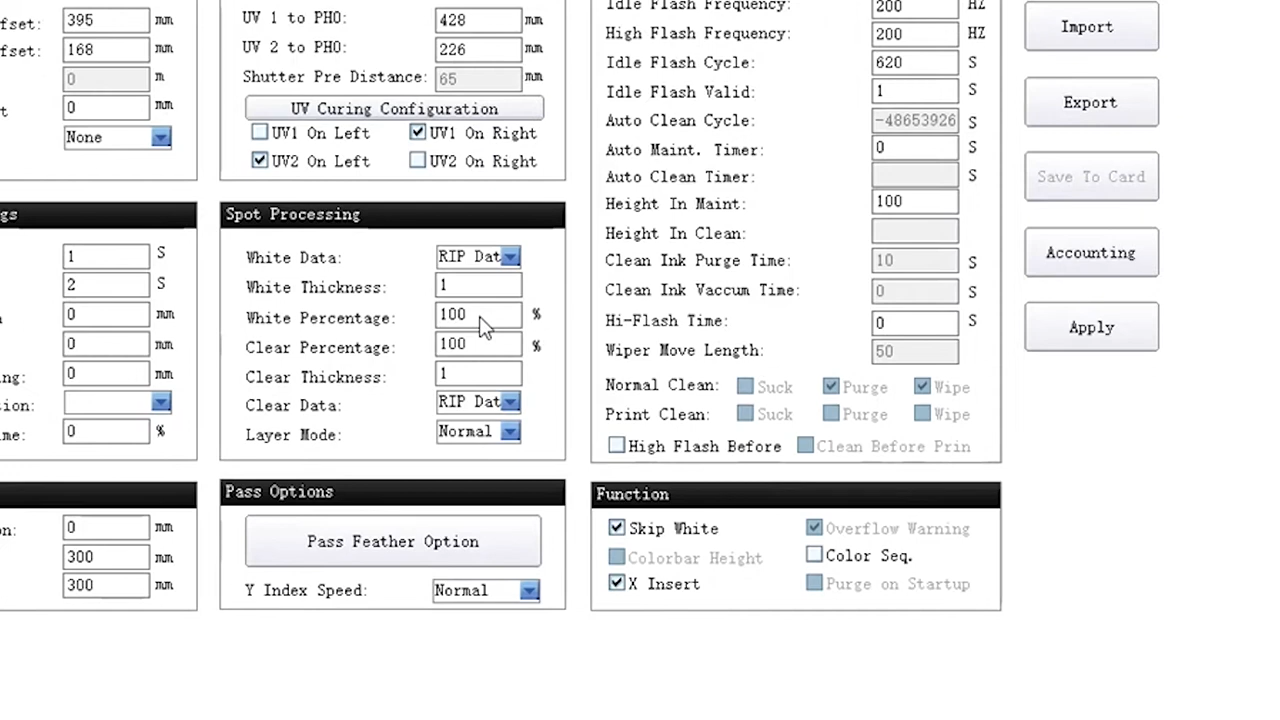 fset: 395 mm
fset: 168 mm
0 m
t 0 mm
None
UV 1 to PH0: 428 mm
UV 2 to PH0: 226 mm
Shutter Pre Distance: 65 mm
UV Curing Configuration
UV1 On Left UV1 On Right
UV2 On Left UV2 On Right
Idle Flash Frequency: 200 HZ
High Flash Frequency: 200 HZ
Idle Flash Cycle: 620 S
Idle Flash Valid: 1 S
Auto Clean Cycle: -48653926 S
Auto Maint. Timer: 0 S
Auto Clean Timer: S
Height In Maint: 100
Height In Clean:
Clean Ink Purge Time: 10 S
Clean Ink Vaccum Time: 0 S
Hi-Flash Time: 0 S
Wiper Move Length: 50
Normal Clean: Suck Purge Wipe
Print Clean: Suck Purge Wipe
High Flash Before Clean Before Prin
Import
Export
Save To Card
Accounting
Apply
gs
1 S
2 S
0 mm
0 mm
ng: 0 mm
ion:
me: 0 %
Spot Processing
White Data: RIP Dat
White Thickness: 1
White Percentage: 100 %
Clear Percentage: 100 %
Clear Thickness: 1
Clear Data: RIP Dat
Layer Mode: Normal
on: 0 mm
300 mm
300 mm
Pass Options
Pass Feather Option
Y Index Speed: Normal
Function
Skip White Overflow Warning
Colorbar Height Color Seq.
X Insert Purge on Startup